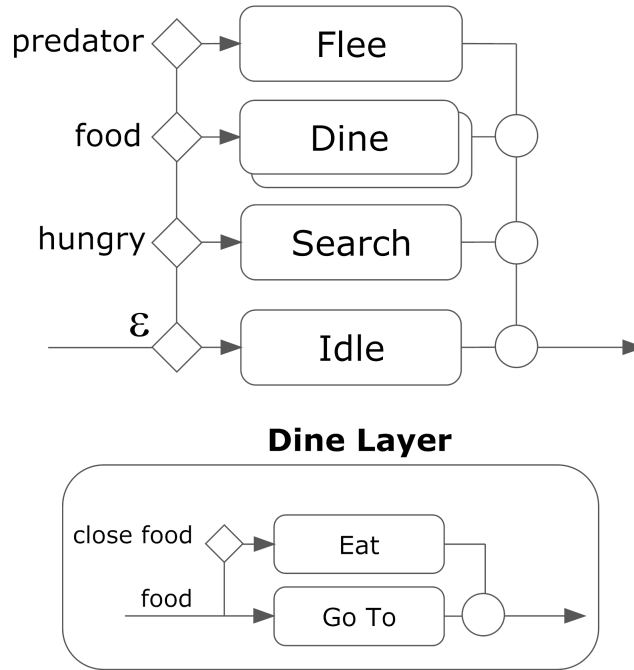 predator
Flee
food
Dine
hungry
Search
ε
Idle
Dine Layer
close food
Eat
food
Go To